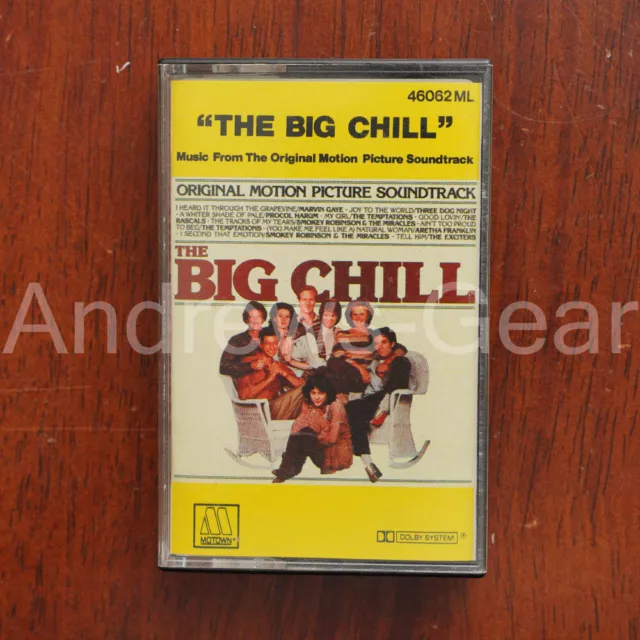 46062 ML
"THE BIG CHILL"
Music From The Original Motion Picture Soundtrack
ORIGINAL MOTION PICTURE SOUNDTRACK
I HEARD IT THROUGH THE GRAPEVINE/MARVIN GAYE · JOY TO THE WORLD/THREE DOG NIGHT
· A WHITER SHADE OF PALE/PROCOL HARUM · MY GIRL/THE TEMPTATIONS · GOOD LOVIN'/THE
RASCALS · THE TRACKS OF MY TEARS/SMOKEY ROBINSON & THE MIRACLES · AIN'T TOO PROUD
TO BEG/THE TEMPTATIONS · (YOU MAKE ME FEEL LIKE A) NATURAL WOMAN/ARETHA FRANKLIN
· I SECOND THAT EMOTION/SMOKEY ROBINSON & THE MIRACLES · TELL HIM/THE EXCITERS
THE
BIG CHILL
Andrews-Gear
MOTOWN®
DOLBY SYSTEM ®